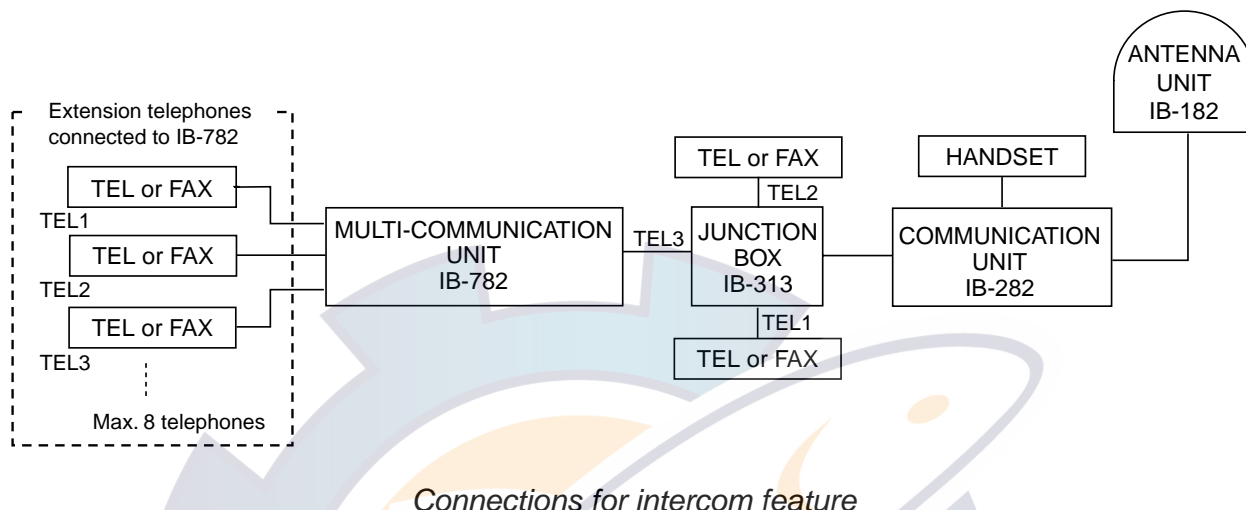 ANTENNA
UNIT
IB-182
Extension telephones
connected to IB-782
TEL or FAX
TEL1
TEL or FAX
TEL2
TEL or FAX
TEL3
Max. 8 telephones
MULTI-COMMUNICATION
UNIT
IB-782
TEL3
TEL or FAX
TEL2
JUNCTION
BOX
IB-313
TEL1
TEL or FAX
HANDSET
COMMUNICATION
UNIT
IB-282
Connections for intercom feature